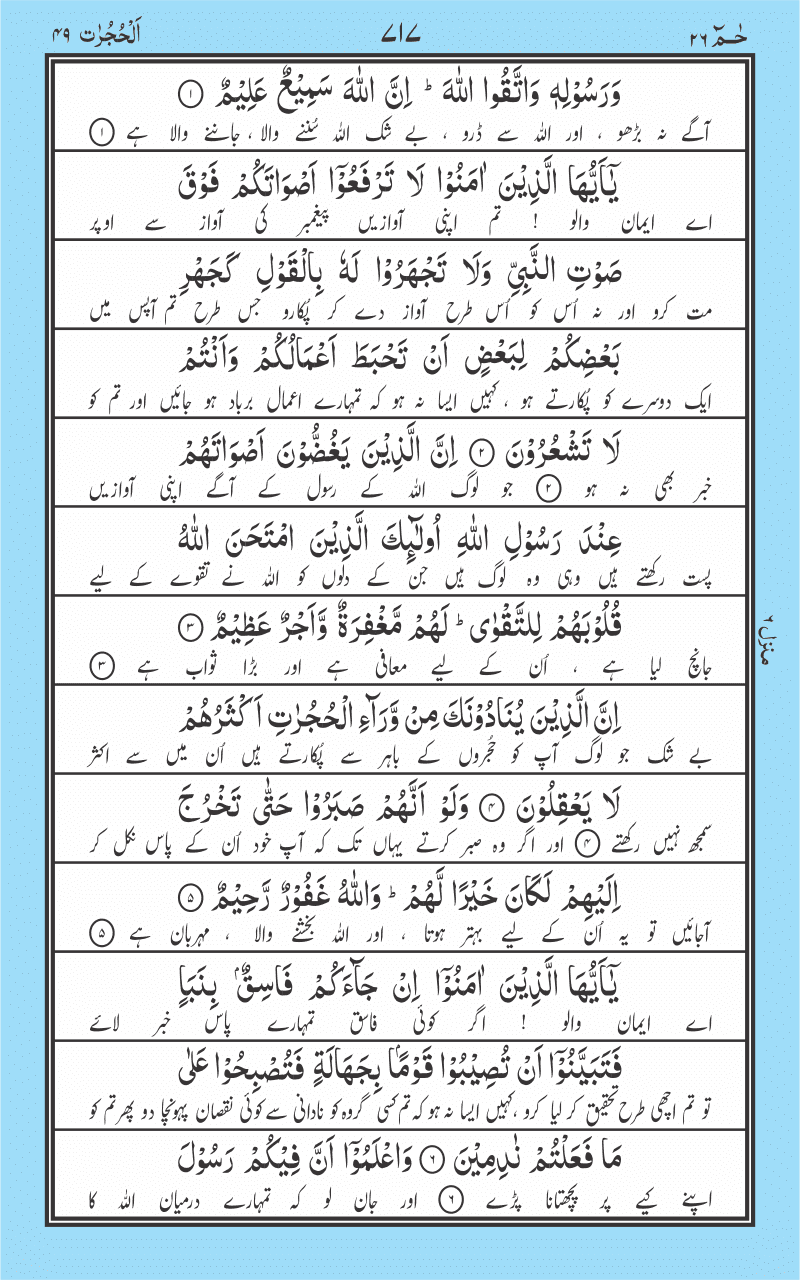 حٰمٓ ۲۶ ۷۱۷ اَلْحُجُرٰت ۴۹
وَرَسُوْلِهٖ وَاتَّقُوا اللّٰهَ ؕ اِنَّ اللّٰهَ سَمِيْعٌ عَلِيْمٌ ۝۱
آگے نہ بڑھو ، اور اللہ سے ڈرو ، بے شک اللہ سُننے والا ، جاننے والا ہے ۝۱
يٰۤاَيُّهَا الَّذِيْنَ اٰمَنُوْا لَا تَرْفَعُوْۤا اَصْوَاتَكُمْ فَوْقَ
اے ایمان والو ! تم اپنی آوازیں پیغمبر کی آواز سے اوپر
صَوْتِ النَّبِيِّ وَلَا تَجْهَرُوْا لَهٗ بِالْقَوْلِ كَجَهْرِ
مت کرو اور نہ اُس کو اُس طرح آواز دے کر پُکارو جس طرح تم آپس میں
بَعْضِكُمْ لِبَعْضٍ اَنْ تَحْبَطَ اَعْمَالُكُمْ وَاَنْتُمْ
ایک دوسرے کو پُکارتے ہو ، کہیں ایسا نہ ہو کہ تمہارے اعمال برباد ہو جائیں اور تم کو
لَا تَشْعُرُوْنَ ۝۲ اِنَّ الَّذِيْنَ يَغُضُّوْنَ اَصْوَاتَهُمْ
خبر بھی نہ ہو ۝۲ جو لوگ اللہ کے رسول کے آگے اپنی آوازیں
عِنْدَ رَسُوْلِ اللّٰهِ اُولٰٓئِكَ الَّذِيْنَ امْتَحَنَ اللّٰهُ
پست رکھتے ہیں وہی وہ لوگ ہیں جن کے دلوں کو اللہ نے تقوے کے لیے
قُلُوْبَهُمْ لِلتَّقْوٰى ؕ لَهُمْ مَّغْفِرَةٌ وَّاَجْرٌ عَظِيْمٌ ۝۳
جانچ لیا ہے ، اُن کے لیے معافی ہے اور بڑا ثواب ہے ۝۳
منزل ۶
اِنَّ الَّذِيْنَ يُنَادُوْنَكَ مِنْ وَّرَآءِ الْحُجُرٰتِ اَكْثَرُهُمْ
بے شک جو لوگ آپ کو حُجروں کے باہر سے پُکارتے ہیں اُن میں سے اکثر
لَا يَعْقِلُوْنَ ۝۴ وَلَوْ اَنَّهُمْ صَبَرُوْا حَتّٰى تَخْرُجَ
سمجھ نہیں رکھتے ۝۴ اور اگر وہ صبر کرتے یہاں تک کہ آپ خود اُن کے پاس نکل کر
اِلَيْهِمْ لَكَانَ خَيْرًا لَّهُمْ ؕ وَاللّٰهُ غَفُوْرٌ رَّحِيْمٌ ۝۵
آجائیں تو یہ اُن کے لیے بہتر ہوتا ، اور اللہ بخشنے والا ، مہربان ہے ۝۵
يٰۤاَيُّهَا الَّذِيْنَ اٰمَنُوْۤا اِنْ جَآءَكُمْ فَاسِقٌۢ بِنَبَاٍ
اے ایمان والو ! اگر کوئی فاسق تمہارے پاس خبر لائے
فَتَبَيَّنُوْۤا اَنْ تُصِيْبُوْا قَوْمًۢا بِجَهَالَةٍ فَتُصْبِحُوْا عَلٰى
تو تم اچھی طرح تحقیق کر لیا کرو ، کہیں ایسا نہ ہو کہ تم کسی گروہ کو نادانی سے کوئی نقصان پہونچا دو پھر تم کو
مَا فَعَلْتُمْ نٰدِمِيْنَ ۝۶ وَاعْلَمُوْۤا اَنَّ فِيْكُمْ رَسُوْلَ
اپنے کیے پر پچھتانا پڑے ۝۶ اور جان لو کہ تمہارے درمیان اللہ کا